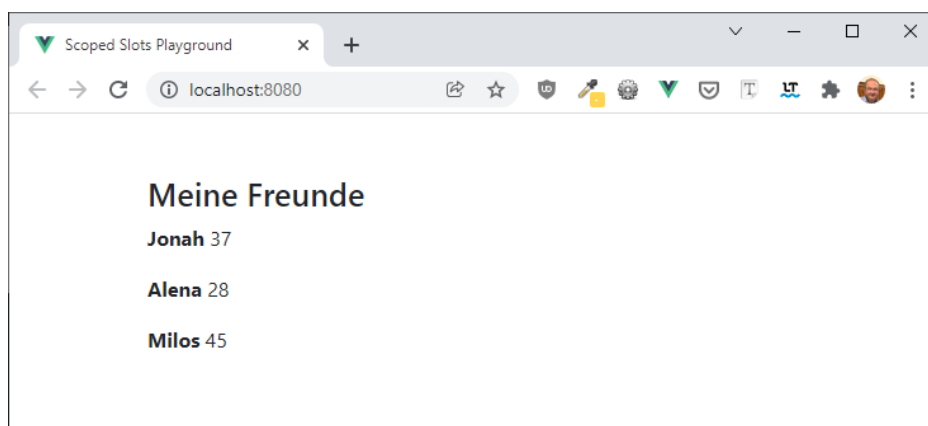 Scoped Slots Playground
localhost:8080
Meine Freunde
Jonah 37
Alena 28
Milos 45